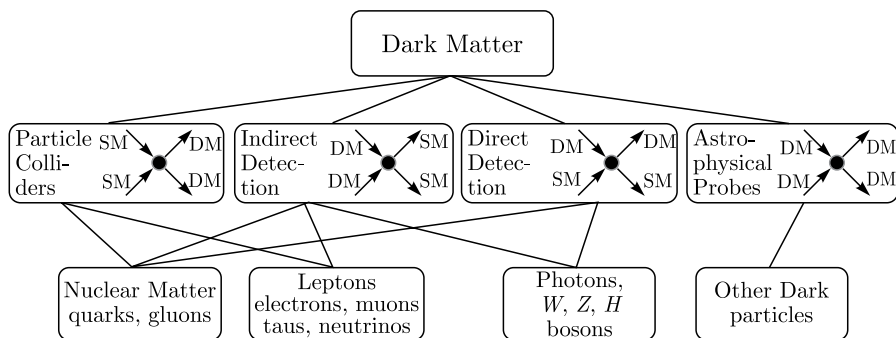 Dark Matter
Particle
Colli-
ders
SM
SM
DM
DM
Indirect
Detec-
tion
DM
DM
SM
SM
Direct
Detec-
tion
DM
SM
DM
SM
Astro-
physical
Probes
DM
DM
DM
DM
Nuclear Matter
quarks, gluons
Leptons
electrons, muons
taus, neutrinos
Photons,
W, Z, H
bosons
Other Dark
particles